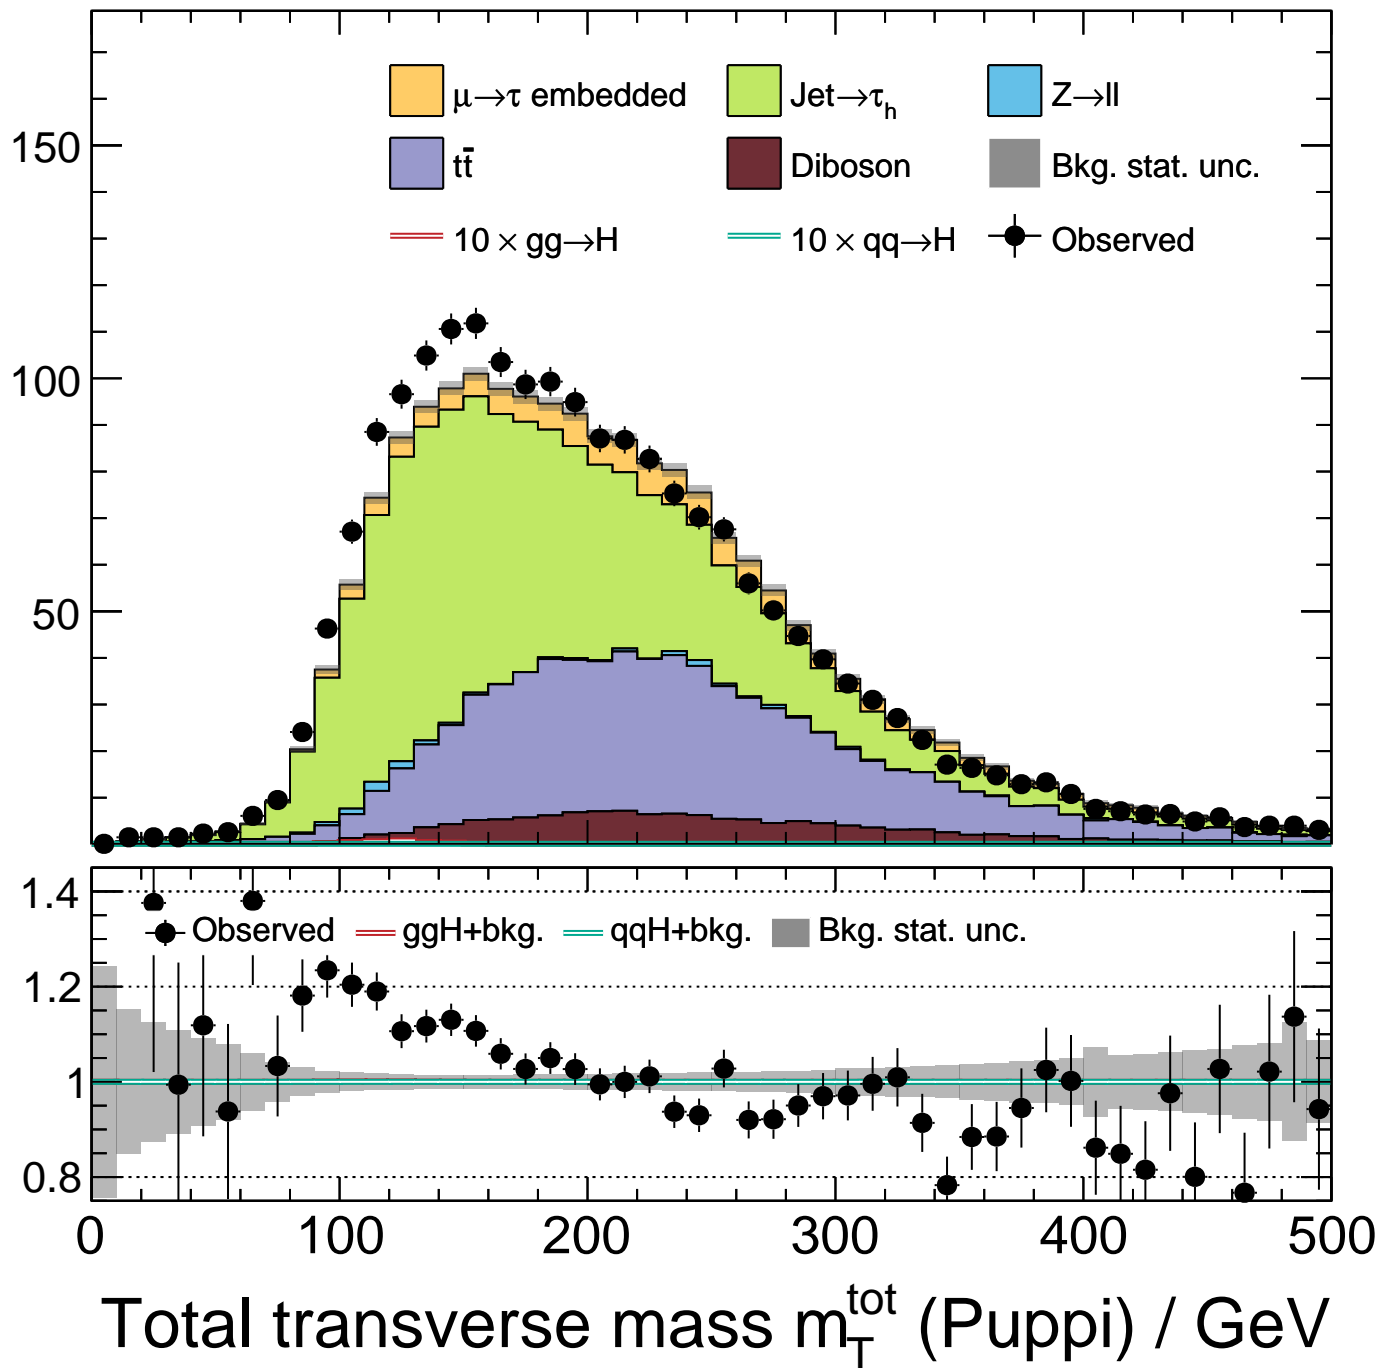 μ→τ embedded Jet→τh Z→ll
tt̄ Diboson Bkg. stat. unc.
10 × gg→H 10 × qq→H Observed
150
100
50
1.4
Observed ggH+bkg. qqH+bkg. Bkg. stat. unc.
1.2
1
0.8
0 100 200 300 400 500
Total transverse mass m_T^tot (Puppi) / GeV